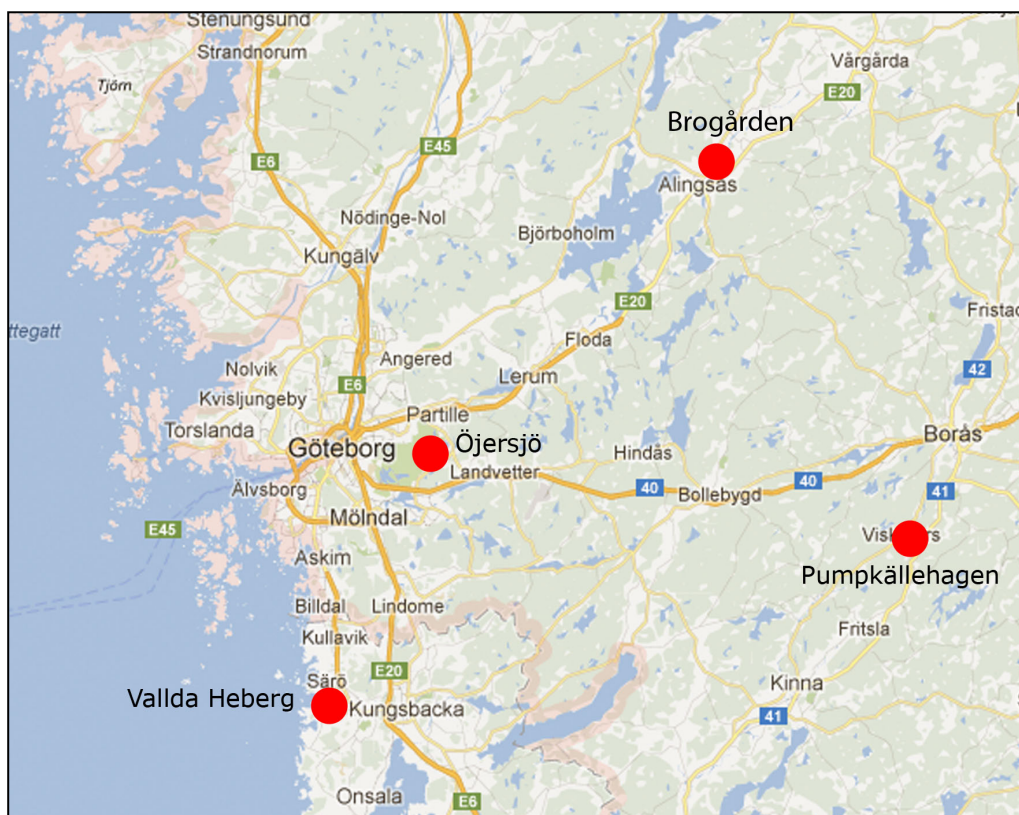 Stenungsund
Strandnorum
Tjörn
Vårgårda
E20
Brogården
E6
E45
Alingsås
Nödinge-Nol
Björboholm
Kungälv
E20
Fristad
ttegatt
Floda
Angered
Nolvik
Lerum
42
E6
Kvisljungeby
Partille
Torslanda
Göteborg
Öjersjö
Borås
Hindås
Landvetter
Älvsborg
40
40
Bollebygd
41
Mölndal
E45
Askim
Pumpkällehagen
Billdal
Lindome
Kullavik
Fritsla
E20
Särö
Kinna
Vallda Heberg
Kungsbacka
41
Onsala
E6